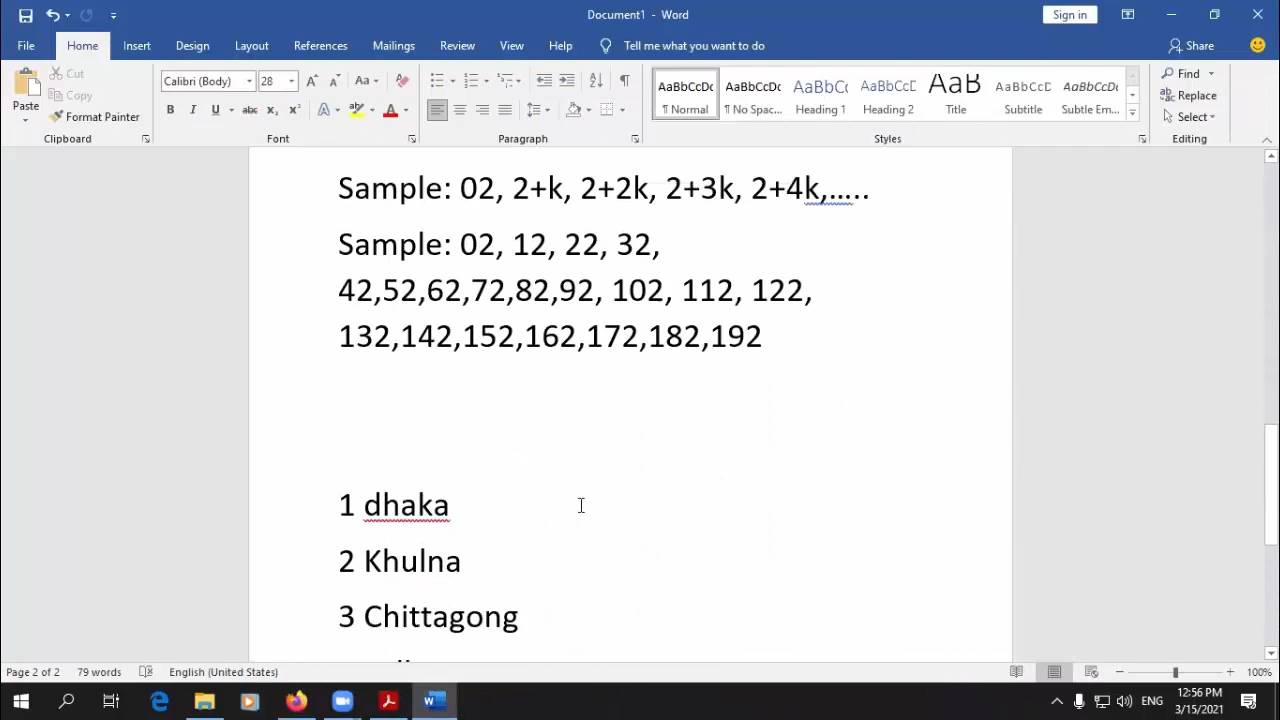 Document1 - Word
Sign in
File Home Insert Design Layout References Mailings Review View Help Tell me what you want to do Share
Paste
Cut
Copy
Format Painter
Clipboard
Calibri (Body) 28
Font
Paragraph
AaBbCcDc AaBbCcDc AaBbCc AaBbCcD AaB AaBbCcD AaBbCcD
¶ Normal ¶ No Spac... Heading 1 Heading 2 Title Subtitle Subtle Em...
Styles
Find
Replace
Select
Editing
Sample: 02, 2+k, 2+2k, 2+3k, 2+4k,.....
Sample: 02, 12, 22, 32,
42,52,62,72,82,92, 102, 112, 122,
132,142,152,162,172,182,192
1 dhaka
2 Khulna
3 Chittagong
Page 2 of 2 79 words English (United States) 100%
ENG
12:56 PM
3/15/2021